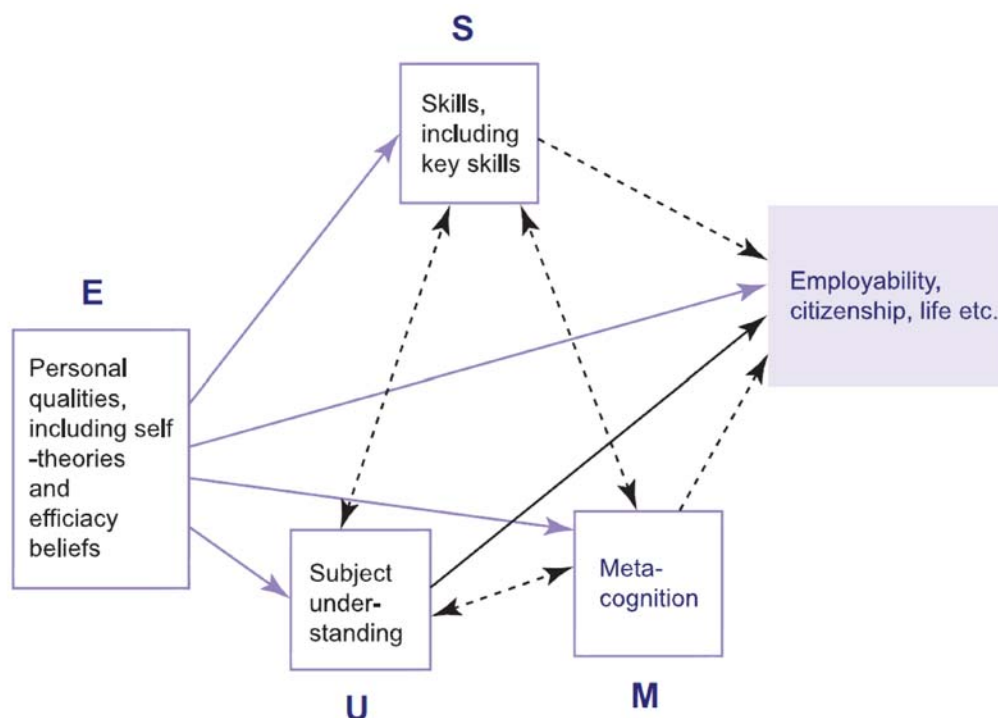 S
Skills,
including
key skills
E
Personal
qualities,
including self
-theories
and
efficiacy
beliefs
Employability,
citizenship, life etc.
Subject
under-
standing
U
Meta-
cognition
M